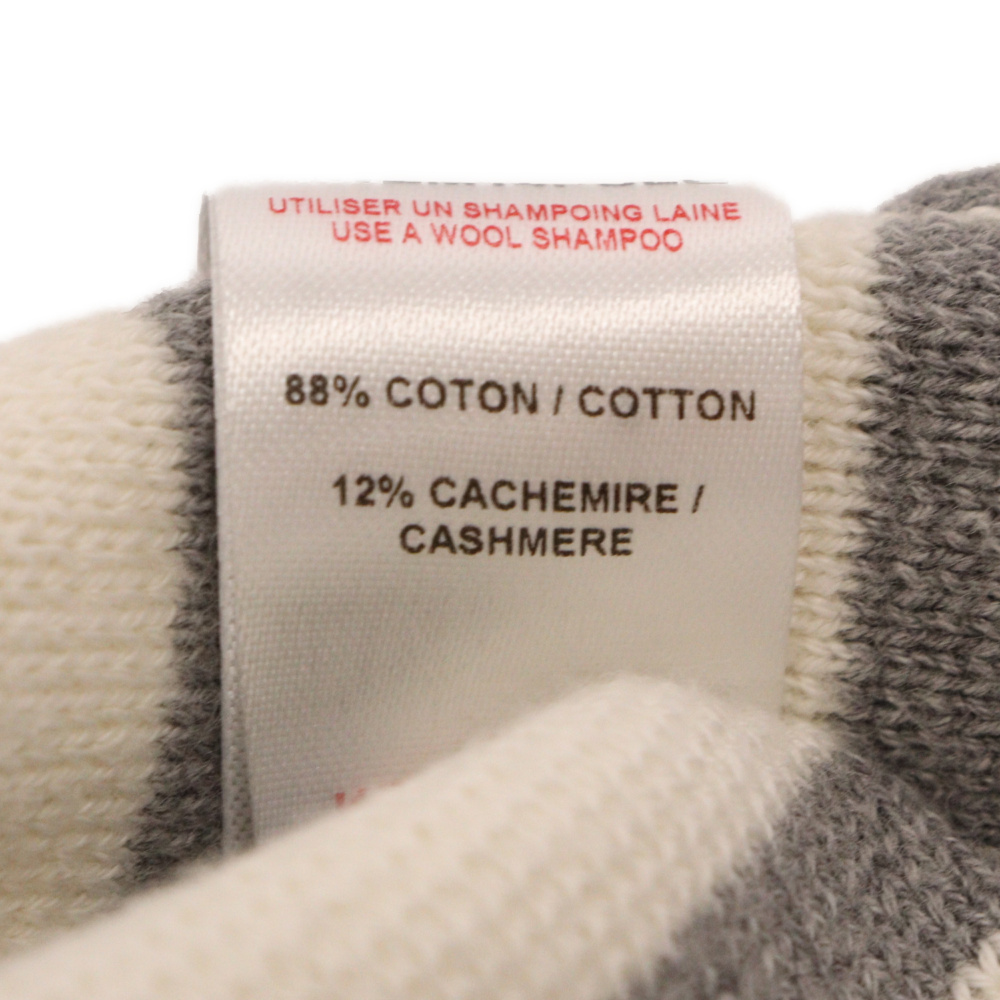 UTILISER UN SHAMPOING LAINE
USE A WOOL SHAMPOO
88% COTON / COTTON
12% CACHEMIRE /
CASHMERE